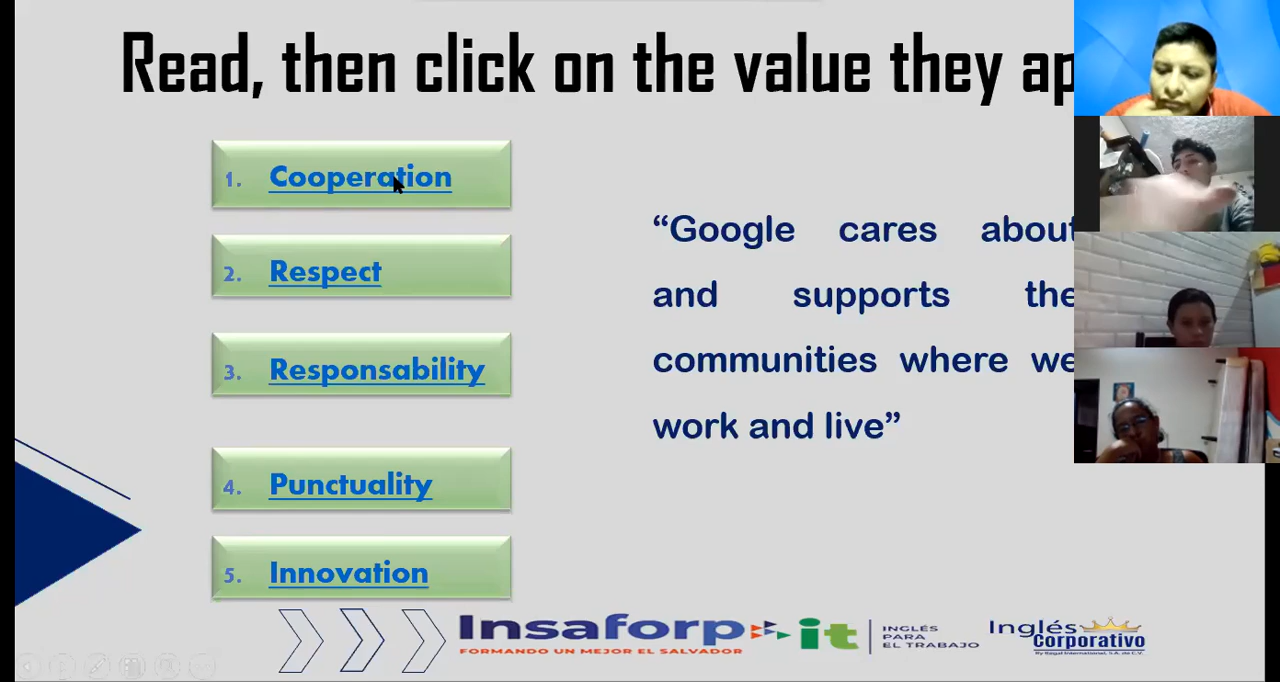 Read, then click on the value they ap
1. Cooperation
2. Respect
3. Responsability
4. Punctuality
5. Innovation
“Google cares about
and supports the
communities where we
work and live”
Insaforp
FORMANDO UN MEJOR EL SALVADOR
it
INGLÉS
PARA
EL TRABAJO
Inglés
Corporativo